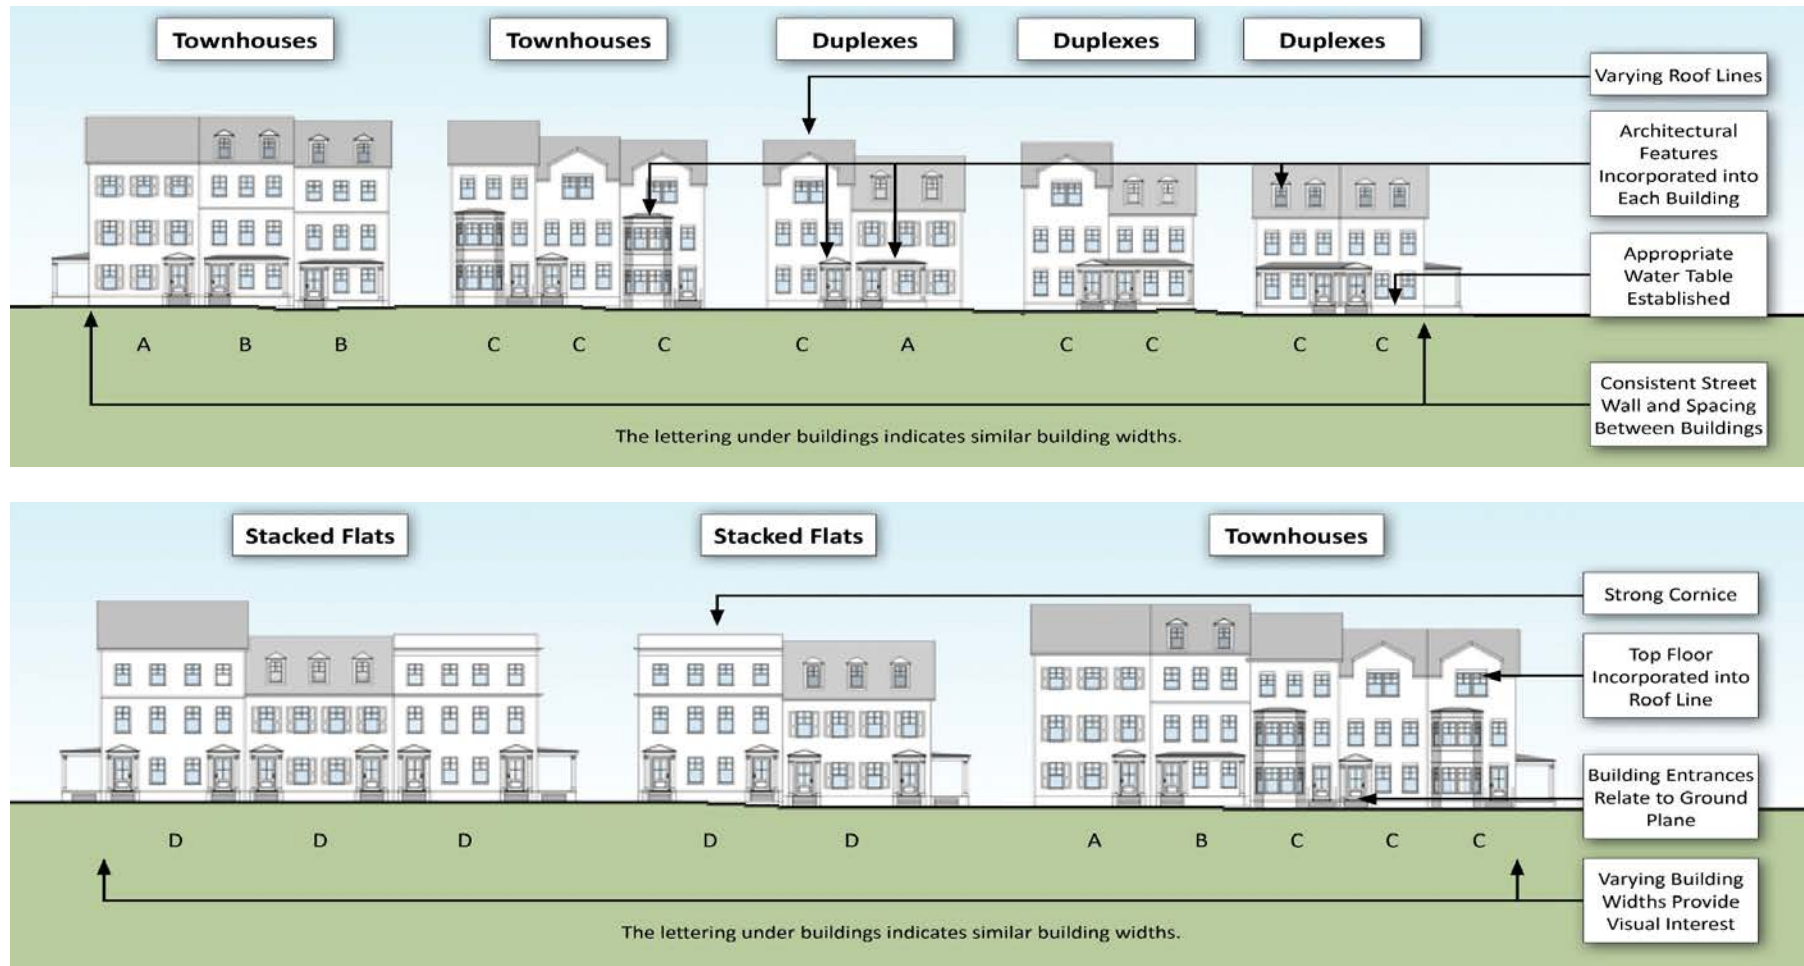 Townhouses
Townhouses
Duplexes
Duplexes
Duplexes
Varying Roof Lines
Architectural
Features
Incorporated into
Each Building
Appropriate
Water Table
Established
A
B
B
C
C
C
C
A
C
C
C
C
Consistent Street
Wall and Spacing
Between Buildings
The lettering under buildings indicates similar building widths.
Stacked Flats
Stacked Flats
Townhouses
Strong Cornice
Top Floor
Incorporated into
Roof Line
Building Entrances
Relate to Ground
Plane
D
D
D
D
D
A
B
C
C
C
Varying Building
Widths Provide
Visual Interest
The lettering under buildings indicates similar building widths.